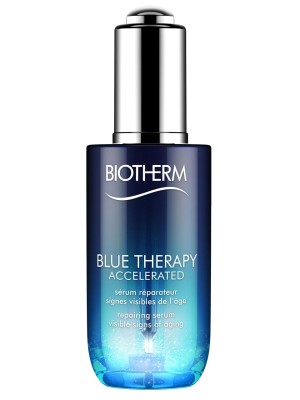 BIOTHERM
BLUE THERAPY
ACCELERATED
sérum réparateur
signes visibles de l'âge
repairing serum
visible signs of aging